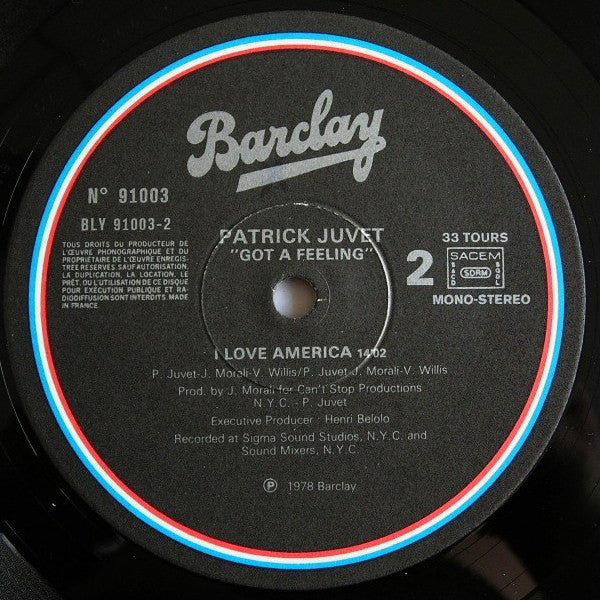 Barclay
N° 91003
BLY 91003-2
TOUS DROITS DU PRODUCTEUR DE
L'ŒUVRE PHONOGRAPHIQUE ET DU
PROPRIETAIRE DE L'ŒUVRE ENREGIS-
TREE RESERVES. SAUF AUTORISATION,
LA DUPLICATION, LA LOCATION, LE
PRÊT, OU L'UTILISATION DE CE DISQUE
POUR EXÉCUTION PUBLIQUE ET RA-
DIODIFFUSION SONT INTERDITS. MADE
IN FRANCE.
PATRICK JUVET
"GOT A FEELING"
2
33 TOURS
SACEM
SACD
SDRM
SGDL
MONO-STEREO
I LOVE AMERICA 14'02
P. Juvet-J. Morali-V. Willis/P. Juvet-J. Morali-V. Willis
Prod. by J. Morali for Can't Stop Productions
N.Y.C. - P. Juvet
Executive Producer : Henri Belolo
Recorded at Sigma Sound Studios, N.Y.C. and
Sound Mixers, N.Y.C
Ⓟ 1978 Barclay